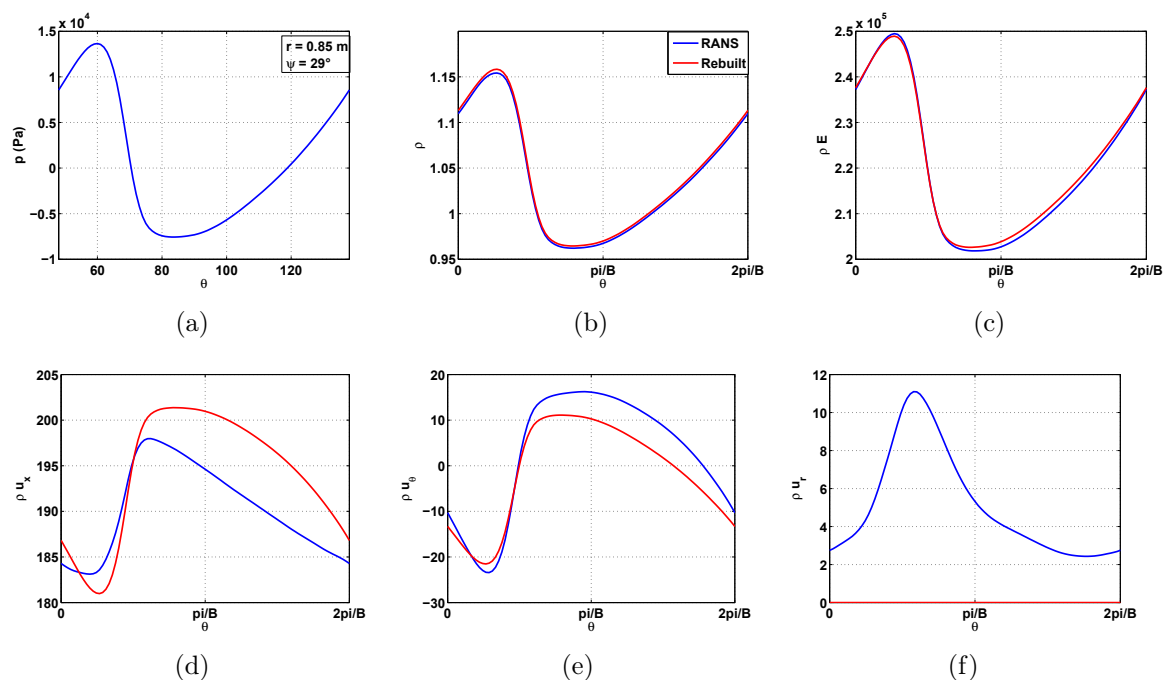 x 10^4
1.5
1
0.5
0
−0.5
−1
p (Pa)
60
80
100
120
θ
r = 0.85 m
ψ = 29°
(a)
1.15
1.1
1.05
1
0.95
ρ
0
pi/B
2pi/B
θ
RANS
Rebuilt
(b)
x 10^5
2.5
2.4
2.3
2.2
2.1
2
ρ E
0
pi/B
2pi/B
θ
(c)
205
200
195
190
185
180
ρ u_x
0
pi/B
2pi/B
θ
(d)
20
10
0
−10
−20
−30
ρ u_θ
0
pi/B
2pi/B
θ
(e)
12
10
8
6
4
2
0
ρ u_r
0
pi/B
2pi/B
θ
(f)